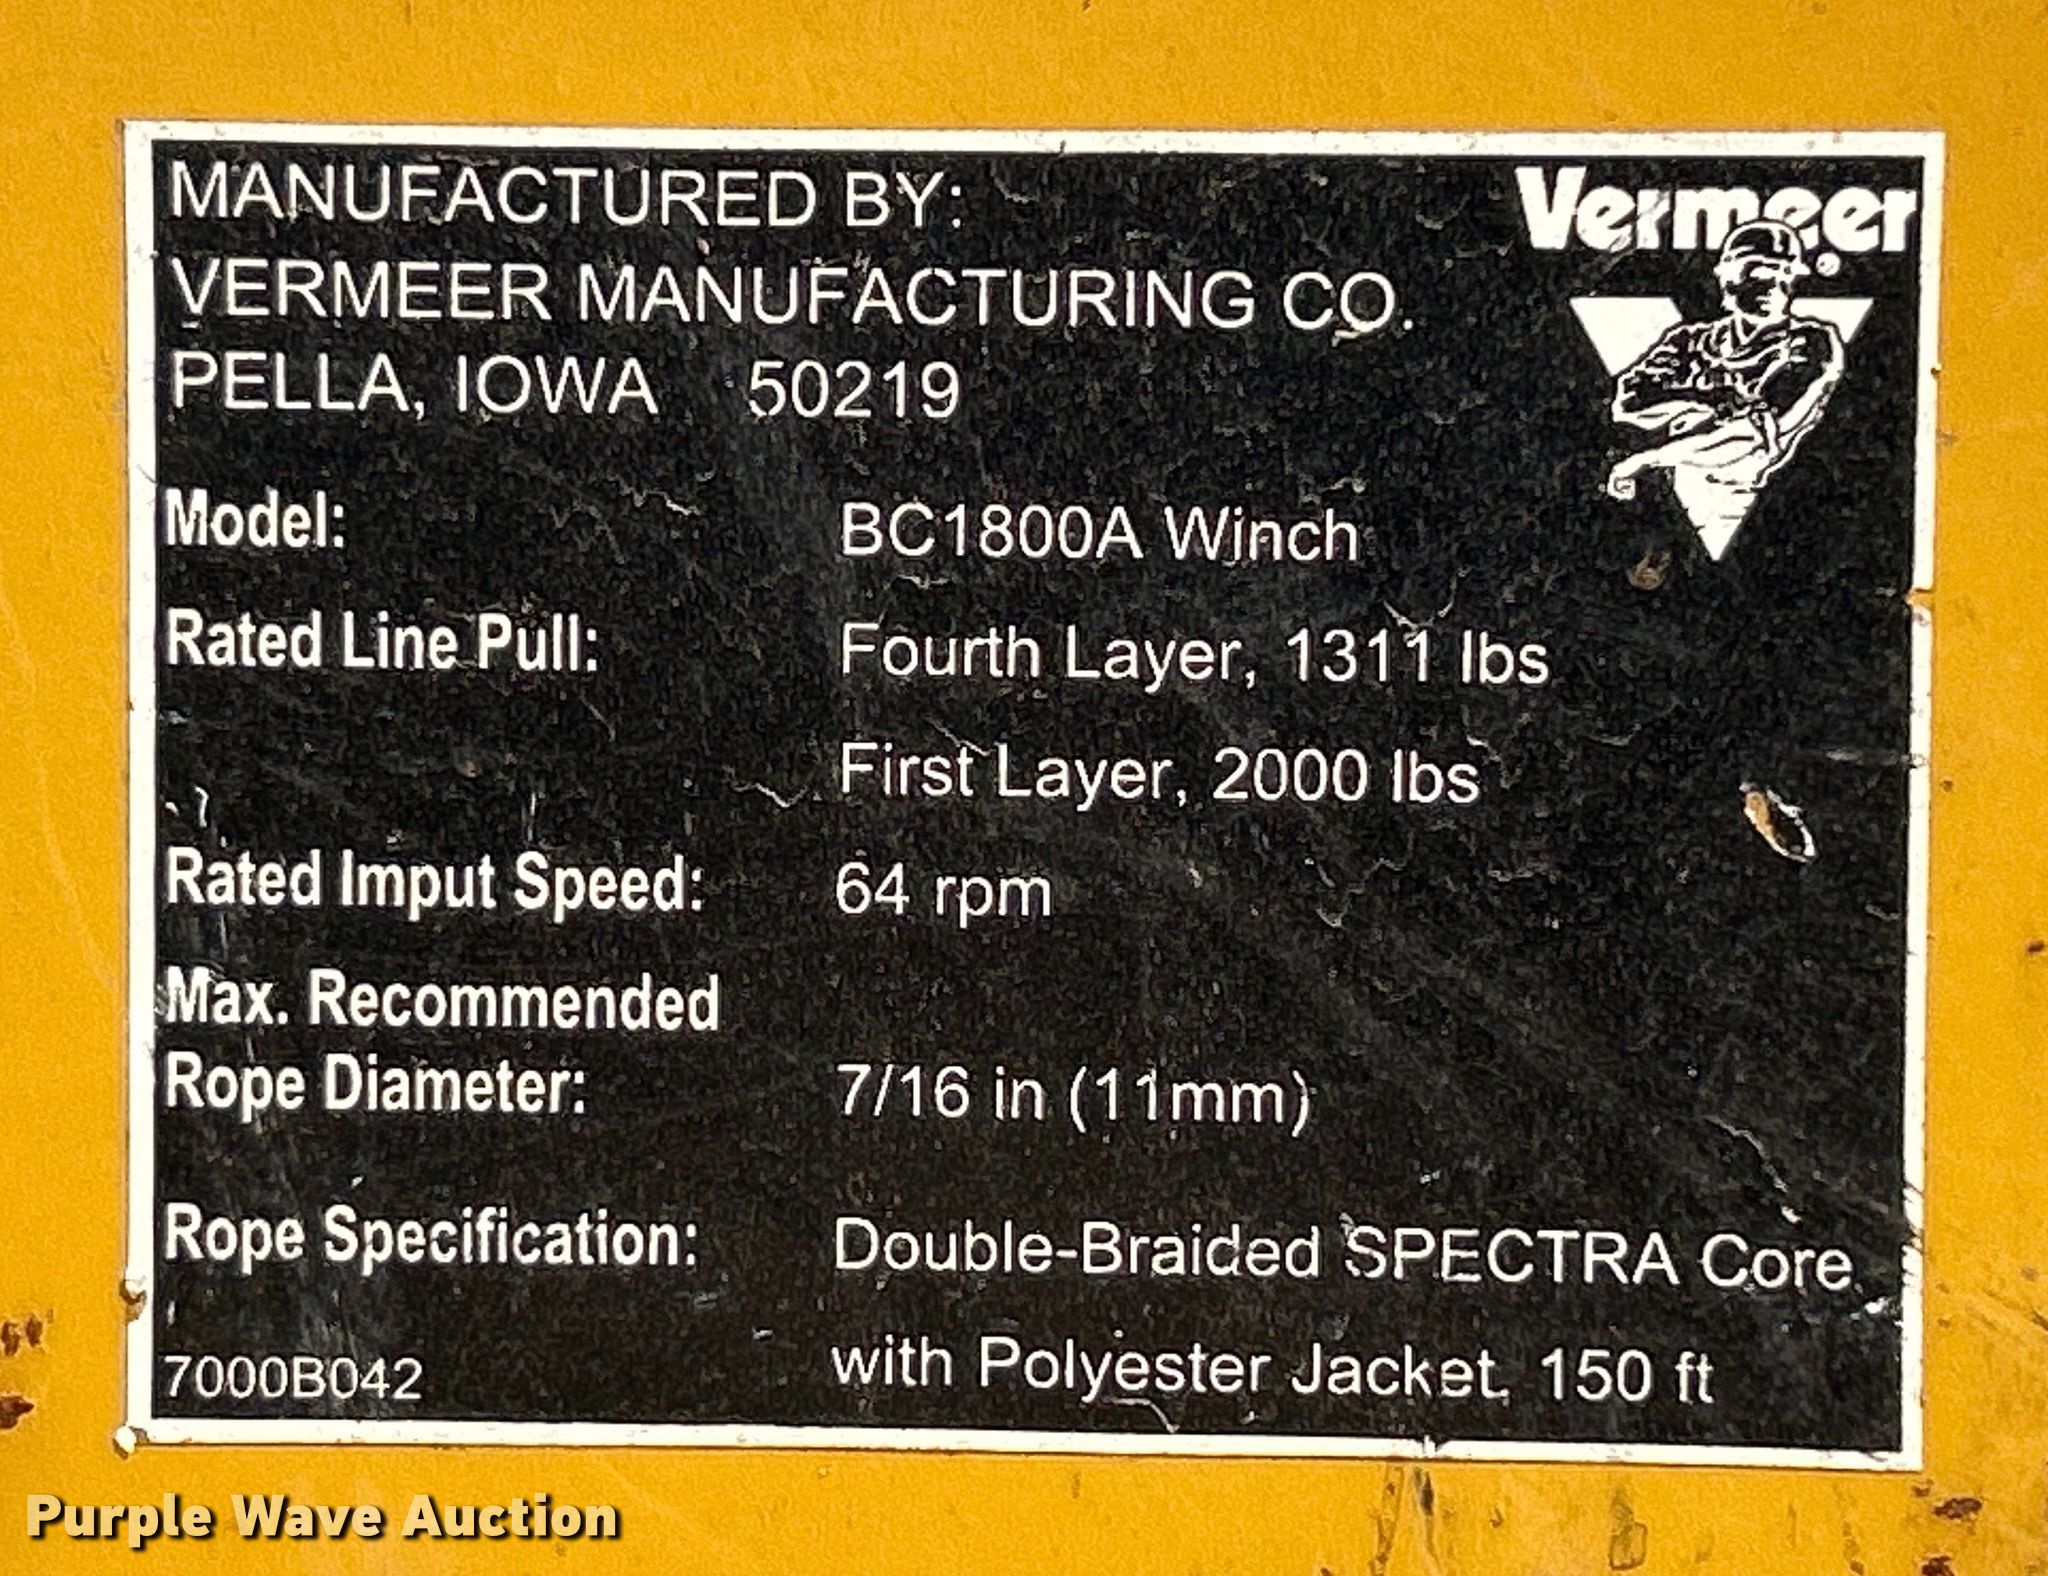 MANUFACTURED BY:
Vermeer
VERMEER MANUFACTURING CO.
PELLA, IOWA 50219
Model: BC1800A Winch
Rated Line Pull: Fourth Layer, 1311 lbs
First Layer, 2000 lbs
Rated Imput Speed: 64 rpm
Max. Recommended
Rope Diameter: 7/16 in (11mm)
Rope Specification: Double-Braided SPECTRA Core
with Polyester Jacket, 150 ft
7000B042
Purple Wave Auction